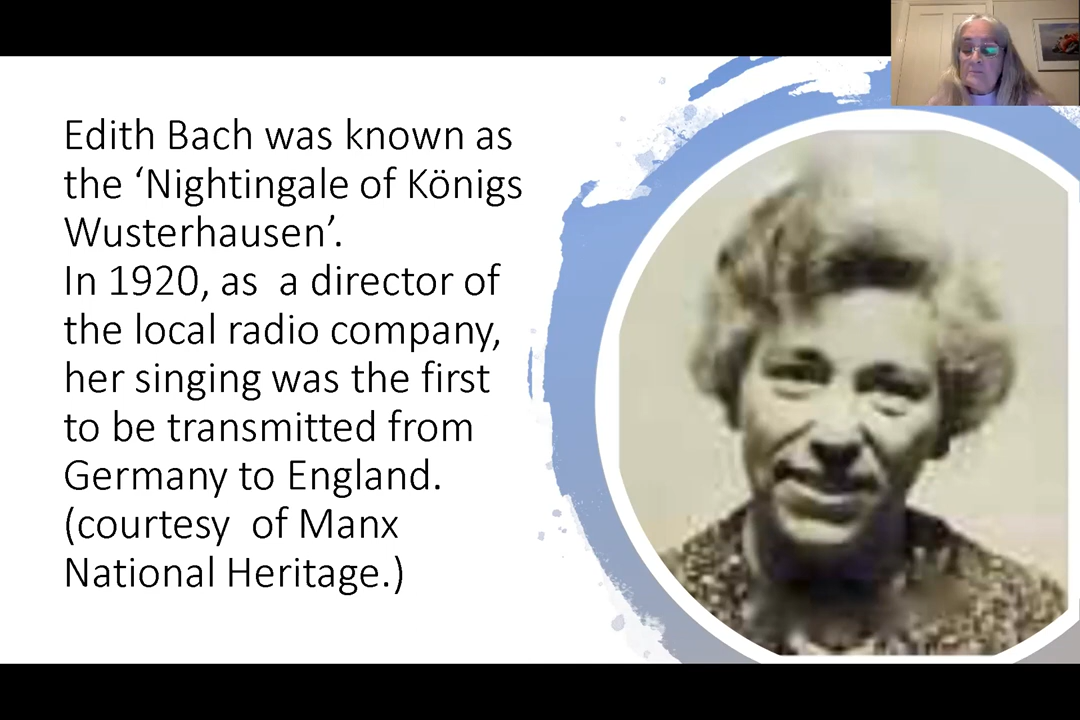 Edith Bach was known as
the ‘Nightingale of Königs
Wusterhausen’.
In 1920, as  a director of
the local radio company,
her singing was the first
to be transmitted from
Germany to England.
(courtesy  of Manx
National Heritage.)